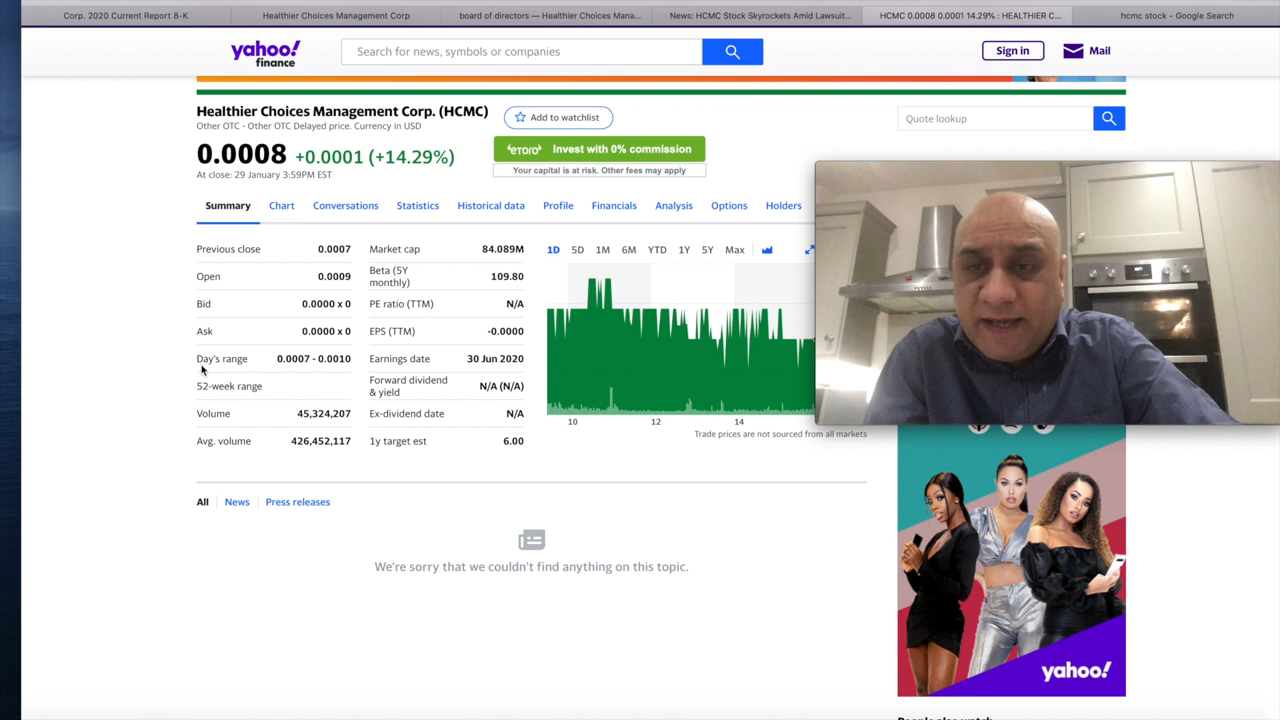 Corp. 2020 Current Report 8-K
Healthier Choices Management Corp
board of directors — Healthier Choices Mana...
News: HCMC Stock Skyrockets Amid Lawsuit...
HCMC 0.0008 0.0001 14.29% : HEALTHIER C...
hcmc stock - Google Search
yahoo!
finance
Search for news, symbols or companies
Sign in
Mail
Healthier Choices Management Corp. (HCMC)
Add to watchlist
Other OTC - Other OTC Delayed price. Currency in USD
Quote lookup
0.0008 +0.0001 (+14.29%)
At close: 29 January 3:59PM EST
eToro Invest with 0% commission
Your capital is at risk. Other fees may apply
Summary
Chart
Conversations
Statistics
Historical data
Profile
Financials
Analysis
Options
Holders
Previous close 0.0007
Open 0.0009
Bid 0.0000 x 0
Ask 0.0000 x 0
Day's range 0.0007 - 0.0010
52-week range
Volume 45,324,207
Avg. volume 426,452,117
Market cap 84.089M
Beta (5Y
monthly) 109.80
PE ratio (TTM) N/A
EPS (TTM) -0.0000
Earnings date 30 Jun 2020
Forward dividend
& yield N/A (N/A)
Ex-dividend date N/A
1y target est 6.00
1D 5D 1M 6M YTD 1Y 5Y Max
10 12 14
Trade prices are not sourced from all markets
All
News
Press releases
We're sorry that we couldn't find anything on this topic.
yahoo!